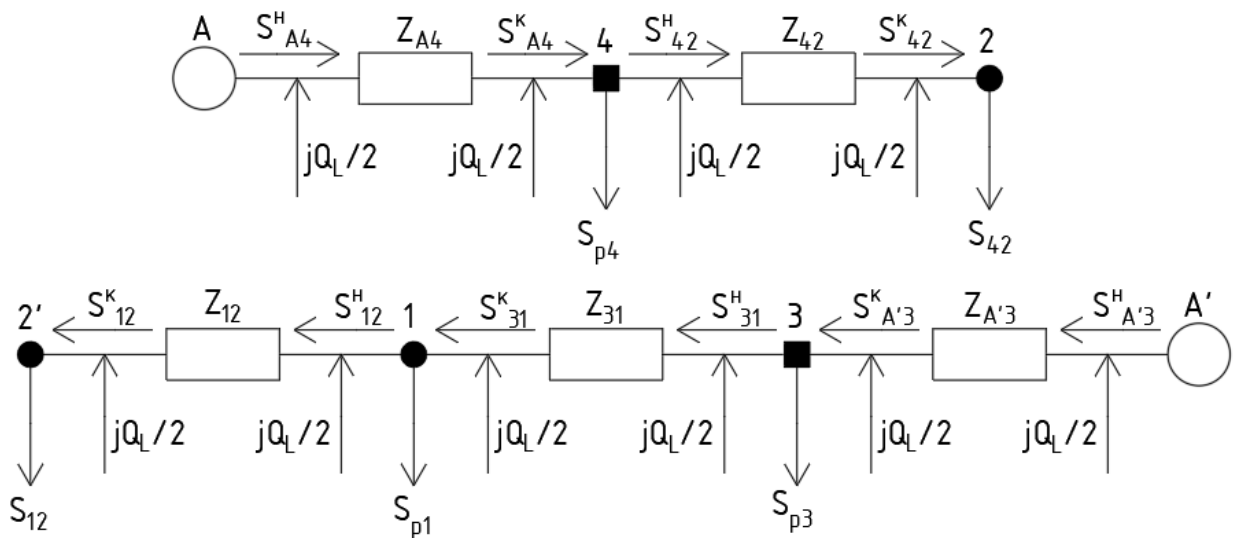 A S^H_A4 Z_A4 S^K_A4 4 S^H_42 Z_42 S^K_42 2
jQ_L/2 jQ_L/2 jQ_L/2 jQ_L/2
S_p4 S_42
2' S^K_12 Z_12 S^H_12 1 S^K_31 Z_31 S^H_31 3 S^K_A'3 Z_A'3 S^H_A'3 A'
jQ_L/2 jQ_L/2 jQ_L/2 jQ_L/2 jQ_L/2 jQ_L/2
S_12 S_p1 S_p3